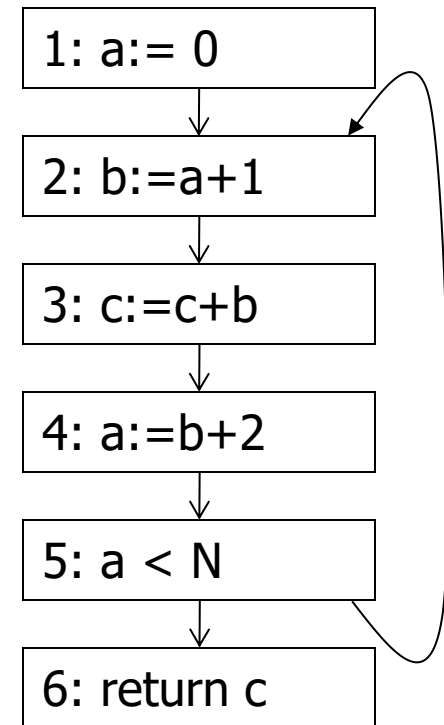 1: a:= 0
2: b:=a+1
3: c:=c+b
4: a:=b+2
5: a < N
6: return c